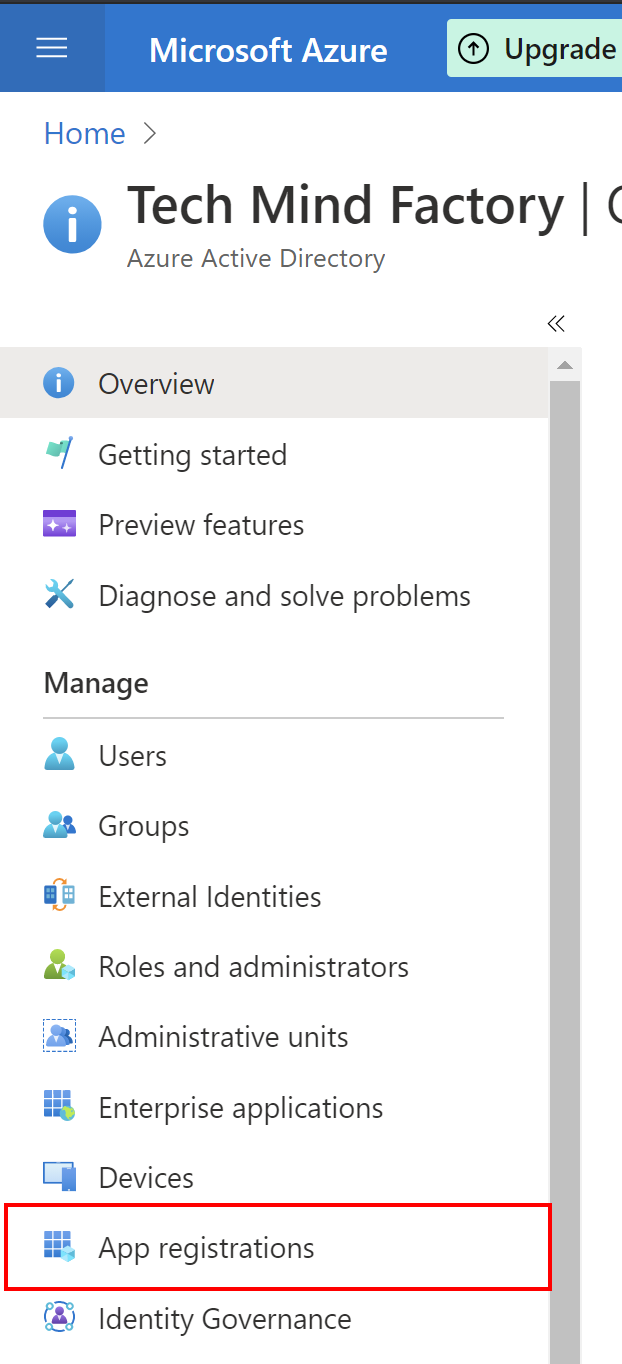 Microsoft Azure
Upgrade
Home
Tech Mind Factory |
Azure Active Directory
Overview
Getting started
Preview features
Diagnose and solve problems
Manage
Users
Groups
External Identities
Roles and administrators
Administrative units
Enterprise applications
Devices
App registrations
Identity Governance